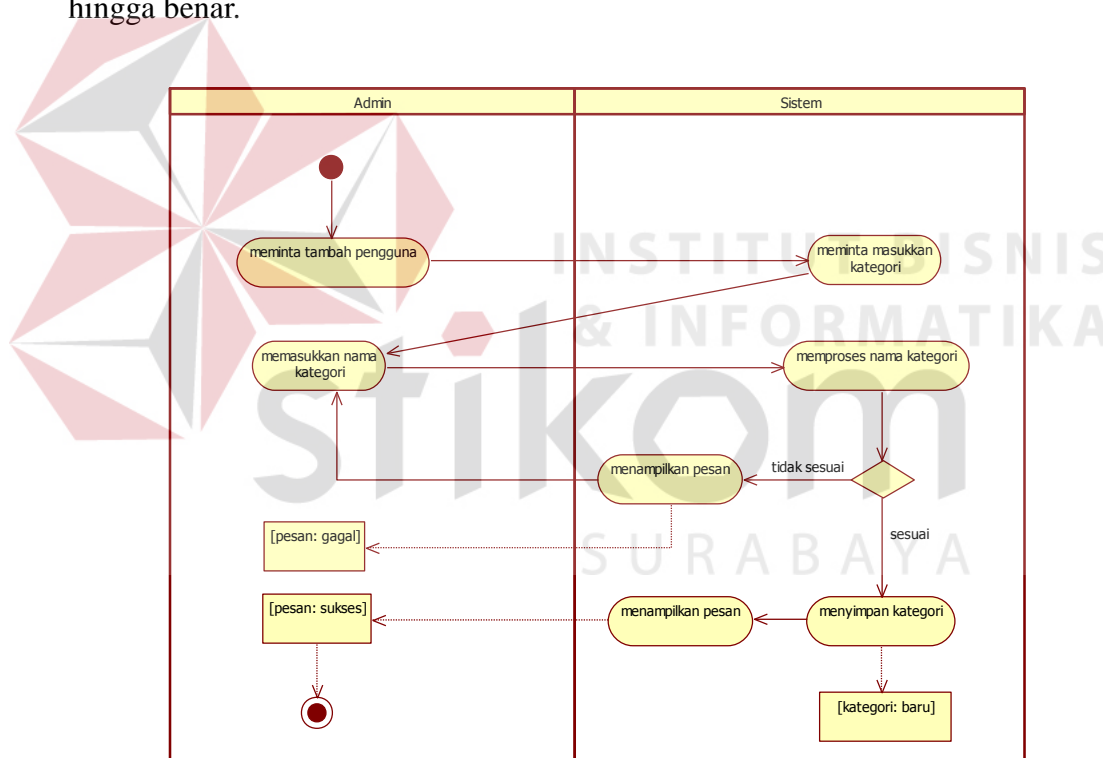 hingga benar.
Admin
Sistem
meminta tambah pengguna
meminta masukkan
kategori
memasukkan nama
kategori
memproses nama kategori
menampilkan pesan
tidak sesuai
[pesan: gagal]
sesuai
[pesan: sukses]
menampilkan pesan
menyimpan kategori
[kategori: baru]
INSTITUT BISNIS
& INFORMATIKA
stikom
SURABAYA